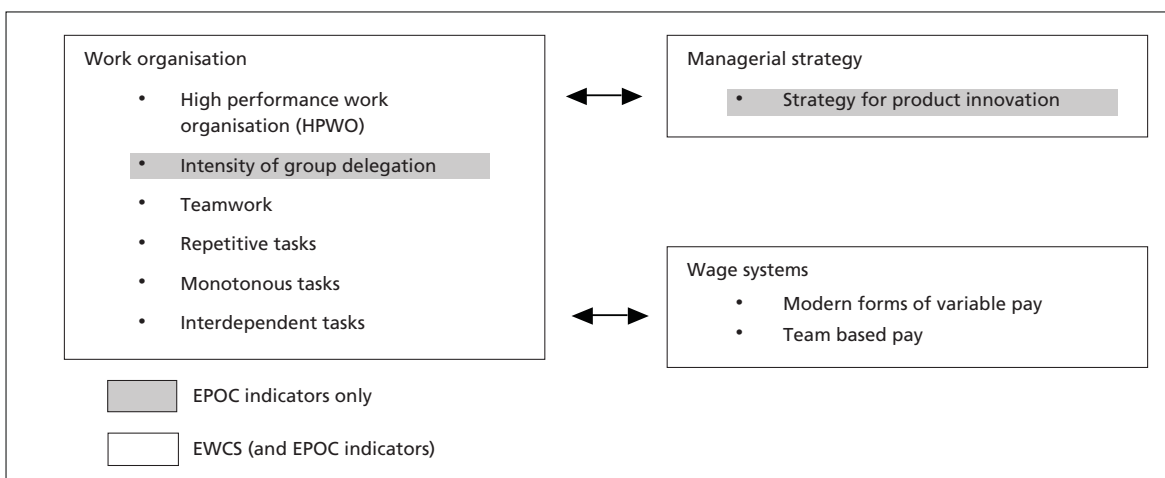 Work organisation
• High performance work
organisation (HPWO)
• Intensity of group delegation
• Teamwork
• Repetitive tasks
• Monotonous tasks
• Interdependent tasks
Managerial strategy
• Strategy for product innovation
Wage systems
• Modern forms of variable pay
• Team based pay
EPOC indicators only
EWCS (and EPOC indicators)